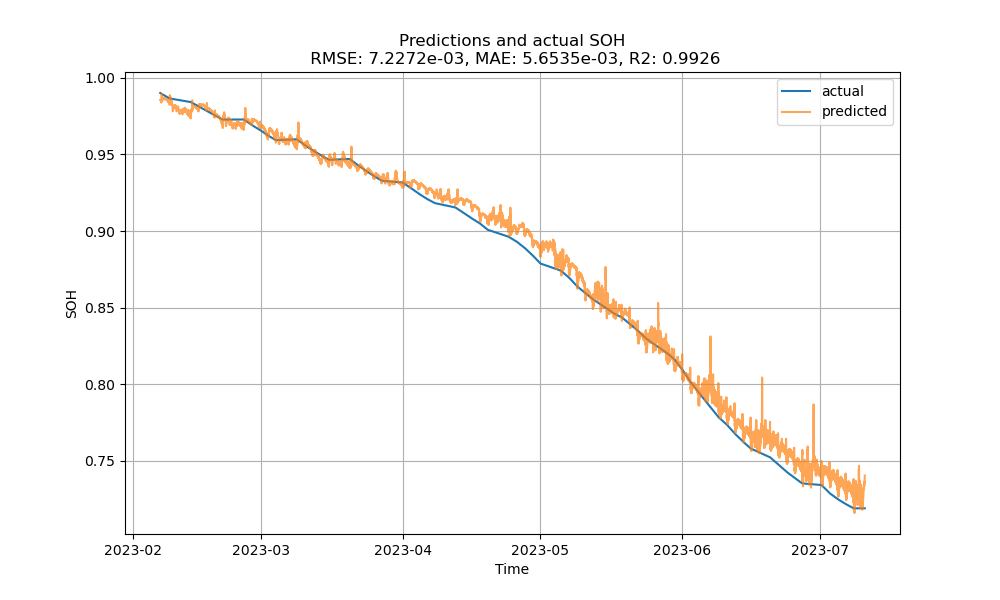 Predictions and actual SOH
RMSE: 7.2272e-03, MAE: 5.6535e-03, R2: 0.9926
actual
predicted
SOH
1.00
0.95
0.90
0.85
0.80
0.75
2023-02
2023-03
2023-04
2023-05
2023-06
2023-07
Time